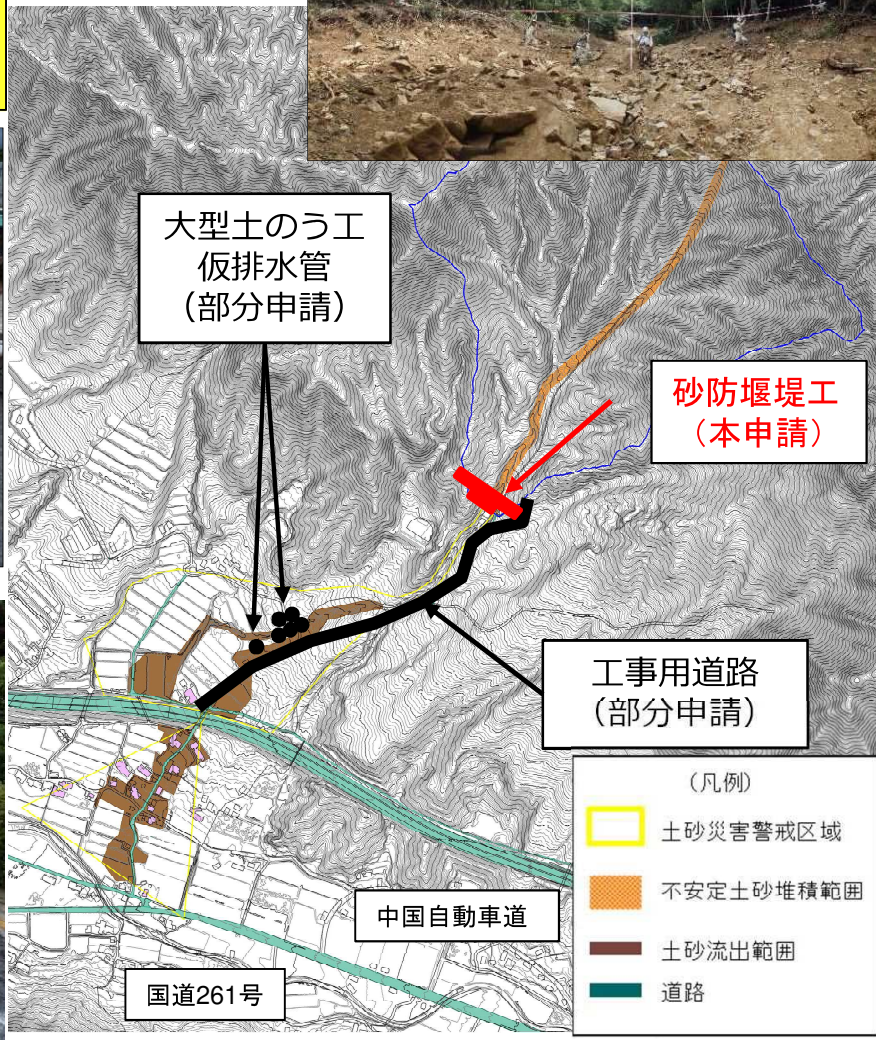 大型土のう工
仮排水管
（部分申請）
砂防堰堤工
（本申請）
工事用道路
（部分申請）
（凡例）
土砂災害警戒区域
不安定土砂堆積範囲
土砂流出範囲
道路
中国自動車道
国道261号